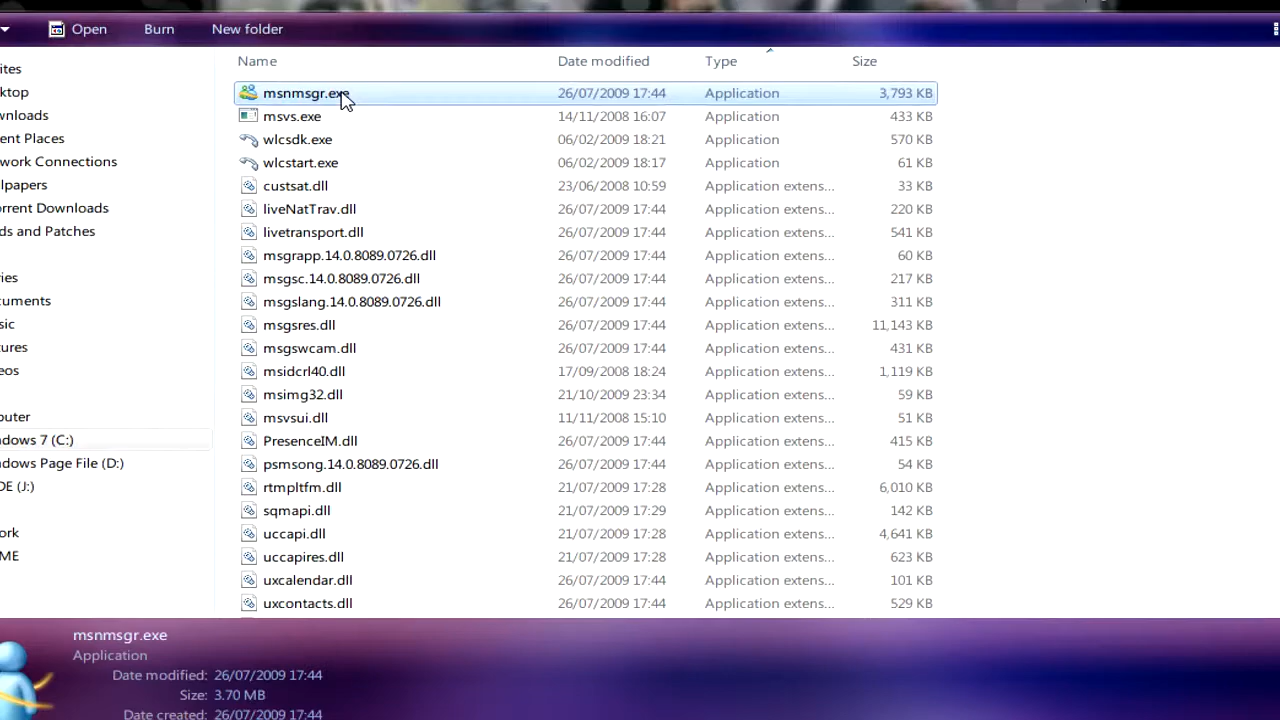 Open Burn New folder
Name Date modified Type Size
ites
ktop
wnloads
ent Places
work Connections
lpapers
orrent Downloads
ds and Patches
ies
cuments
sic
ures
eos
puter
ndows 7 (C:)
ndows Page File (D:)
DE (J:)
ork
ME
msnmsgr.exe 26/07/2009 17:44 Application 3,793 KB
msvs.exe 14/11/2008 16:07 Application 433 KB
wlcsdk.exe 06/02/2009 18:21 Application 570 KB
wlcstart.exe 06/02/2009 18:17 Application 61 KB
custsat.dll 23/06/2008 10:59 Application extens... 33 KB
liveNatTrav.dll 26/07/2009 17:44 Application extens... 220 KB
livetransport.dll 26/07/2009 17:44 Application extens... 541 KB
msgrapp.14.0.8089.0726.dll 26/07/2009 17:44 Application extens... 60 KB
msgsc.14.0.8089.0726.dll 26/07/2009 17:44 Application extens... 217 KB
msgslang.14.0.8089.0726.dll 26/07/2009 17:44 Application extens... 311 KB
msgsres.dll 26/07/2009 17:44 Application extens... 11,143 KB
msgswcam.dll 26/07/2009 17:44 Application extens... 431 KB
msidcrl40.dll 17/09/2008 18:24 Application extens... 1,119 KB
msimg32.dll 21/10/2009 23:34 Application extens... 59 KB
msvsui.dll 11/11/2008 15:10 Application extens... 51 KB
PresenceIM.dll 26/07/2009 17:44 Application extens... 415 KB
psmsong.14.0.8089.0726.dll 26/07/2009 17:44 Application extens... 54 KB
rtmpltfm.dll 21/07/2009 17:28 Application extens... 6,010 KB
sqmapi.dll 21/07/2009 17:29 Application extens... 142 KB
uccapi.dll 21/07/2009 17:28 Application extens... 4,641 KB
uccapires.dll 21/07/2009 17:28 Application extens... 623 KB
uxcalendar.dll 26/07/2009 17:44 Application extens... 101 KB
uxcontacts.dll 26/07/2009 17:44 Application extens... 529 KB
msnmsgr.exe
Application
Date modified: 26/07/2009 17:44
Size: 3.70 MB
Date created: 26/07/2009 17:44